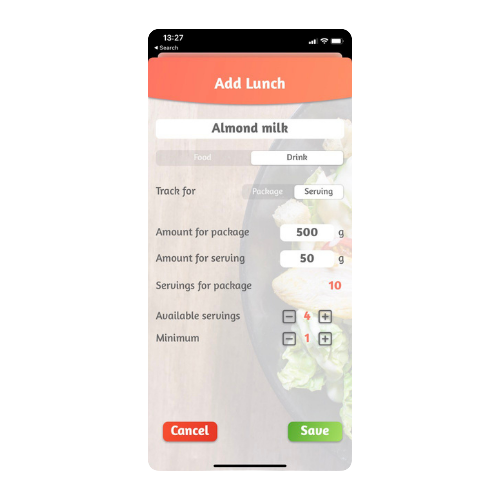 13:27
Search
Add Lunch
Almond milk
Food Drink
Track for Package Serving
Amount for package 500 g
Amount for serving 50 g
Servings for package 10
Available servings 4
Minimum 1
Cancel Save